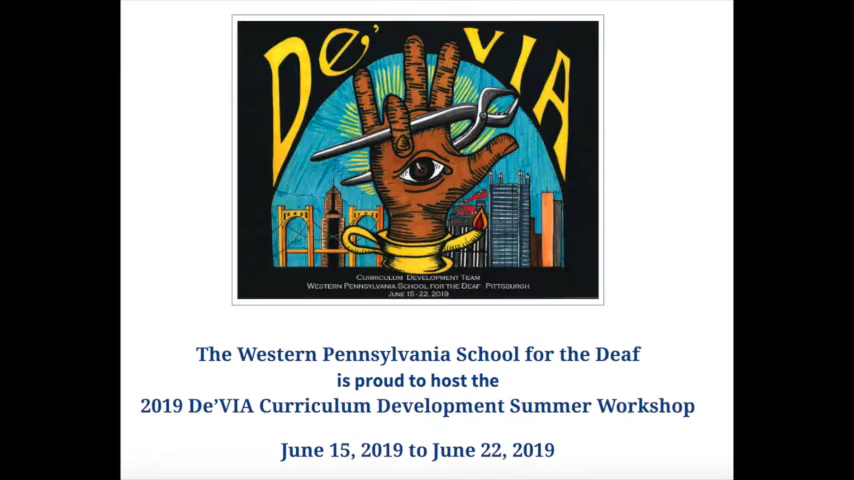 De'VIA
CURRICULUM DEVELOPMENT TEAM
WESTERN PENNSYLVANIA SCHOOL FOR THE DEAF · PITTSBURGH
JUNE 15-22, 2019
The Western Pennsylvania School for the Deaf
is proud to host the
2019 De’VIA Curriculum Development Summer Workshop
June 15, 2019 to June 22, 2019